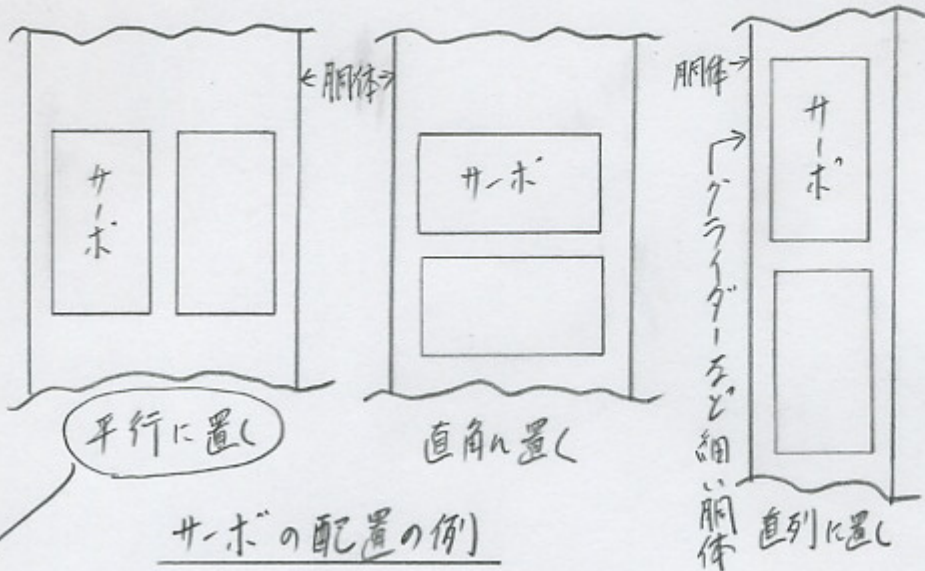 ←胴体→
サーボ
平行に置く
サーボ
直角に置く
胴体→
サーボ
グライダーなど細い胴体
直列に置く
サーボの配置の例